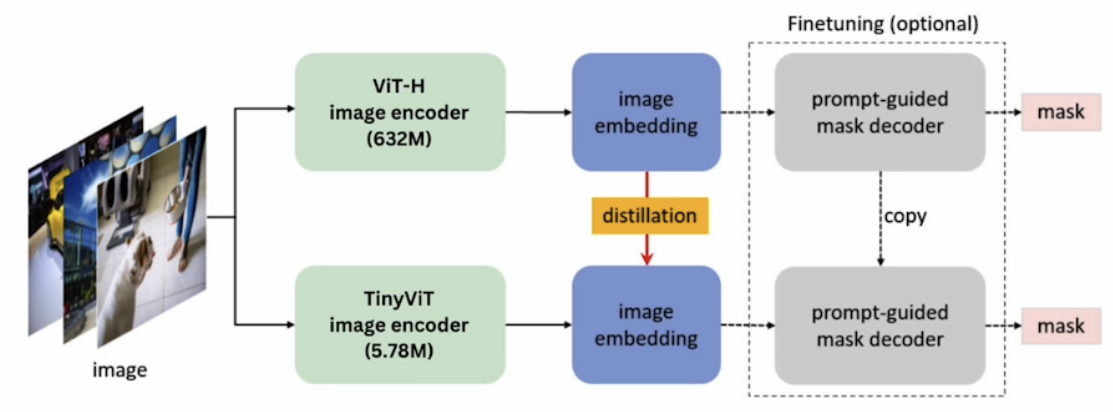 Finetuning (optional)
ViT-H
image encoder
(632M)
image
embedding
prompt-guided
mask decoder
mask
distillation
copy
TinyViT
image encoder
(5.78M)
image
embedding
prompt-guided
mask decoder
mask
image